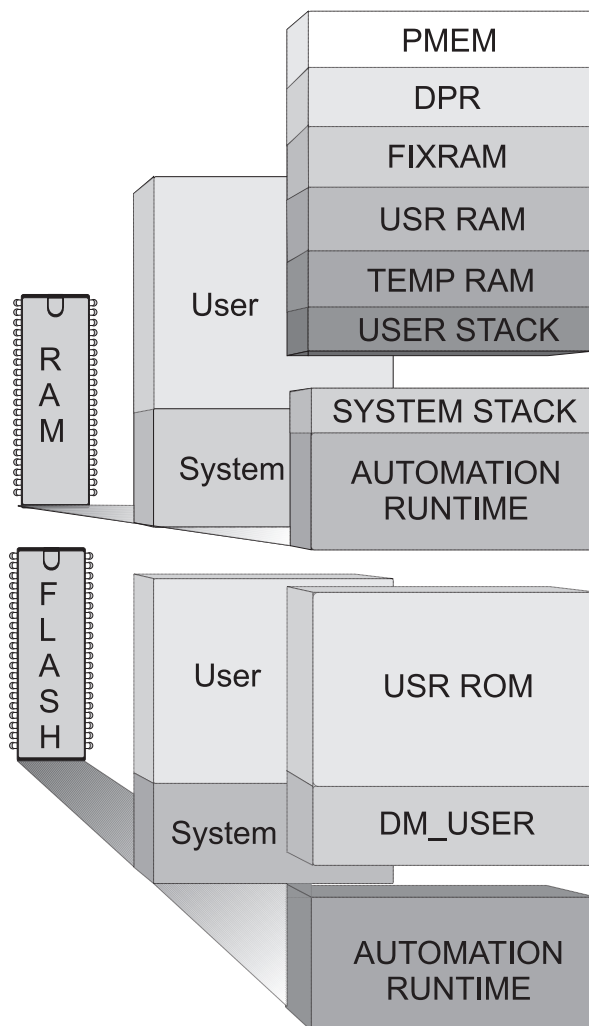 PMEM
DPR
FIXRAM
USR RAM
TEMP RAM
USER STACK
User
RAM
SYSTEM STACK
System
AUTOMATION
RUNTIME
FLASH
User
USR ROM
System
DM_USER
AUTOMATION
RUNTIME